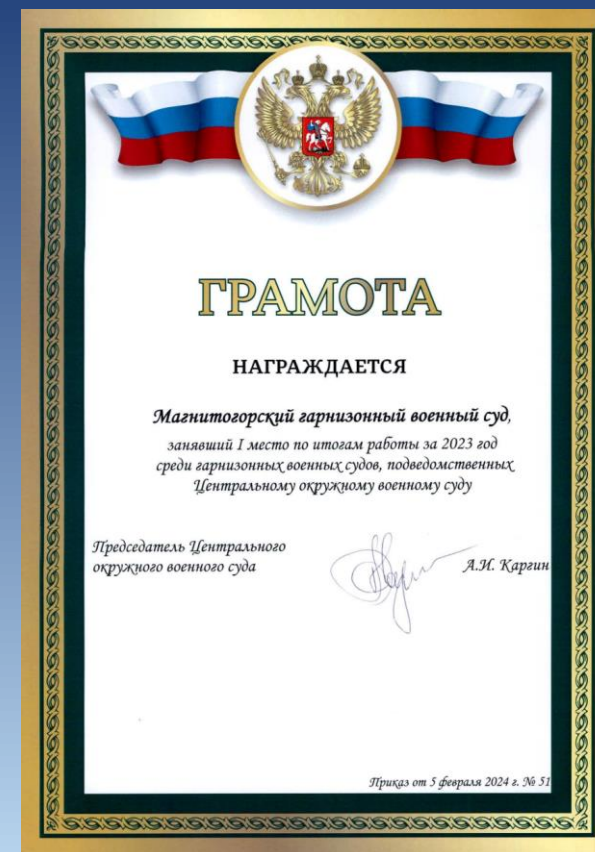 ГРАМОТА
НАГРАЖДАЕТСЯ
Магнитогорский гарнизонный военный суд,
занявший I место по итогам работы за 2023 год
среди гарнизонных военных судов, подведомственных
Центральному окружному военному суду
Председатель Центрального
окружного военного суда
А.И. Каргин
Приказ от 5 февраля 2024 г. № 51